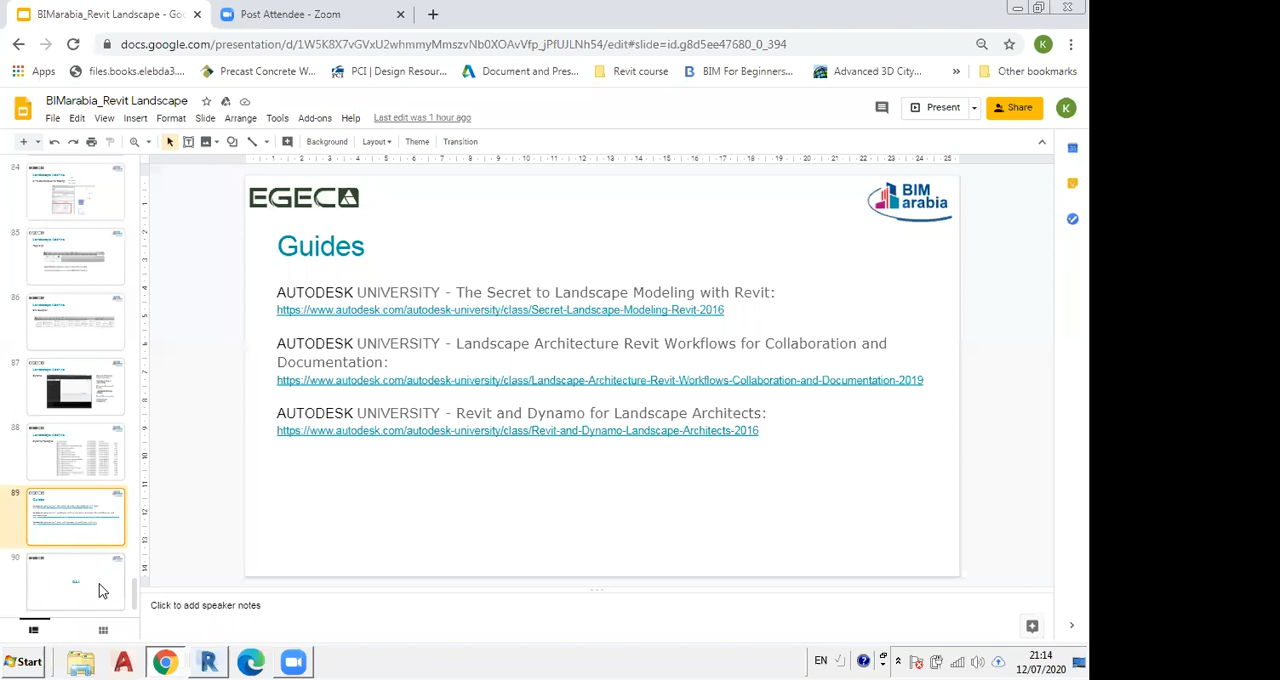 BIMarabia_Revit Landscape - Goo
Post Attendee - Zoom
docs.google.com/presentation/d/1W5K8X7vGVxU2whmmyMmszvNb0XOAvVfp_jPfUJLNh54/edit#slide=id.g8d5ee47680_0_394
K
Apps
files.books.elebda3....
Precast Concrete W...
PCI | Design Resour...
Document and Pres...
Revit course
BIM For Beginners...
Advanced 3D City...
»
Other bookmarks
BIMarabia_Revit Landscape
File Edit View Insert Format Slide Arrange Tools Add-ons Help Last edit was 1 hour ago
Present
Share
K
Background Layout Theme Transition
84
85
86
87
88
89
Guides
90
EGECA
BIM
arabia
Guides
AUTODESK UNIVERSITY - The Secret to Landscape Modeling with Revit:
https://www.autodesk.com/autodesk-university/class/Secret-Landscape-Modeling-Revit-2016
AUTODESK UNIVERSITY - Landscape Architecture Revit Workflows for Collaboration and
Documentation:
https://www.autodesk.com/autodesk-university/class/Landscape-Architecture-Revit-Workflows-Collaboration-and-Documentation-2019
AUTODESK UNIVERSITY - Revit and Dynamo for Landscape Architects:
https://www.autodesk.com/autodesk-university/class/Revit-and-Dynamo-Landscape-Architects-2016
Click to add speaker notes
Start
EN
21:14
12/07/2020